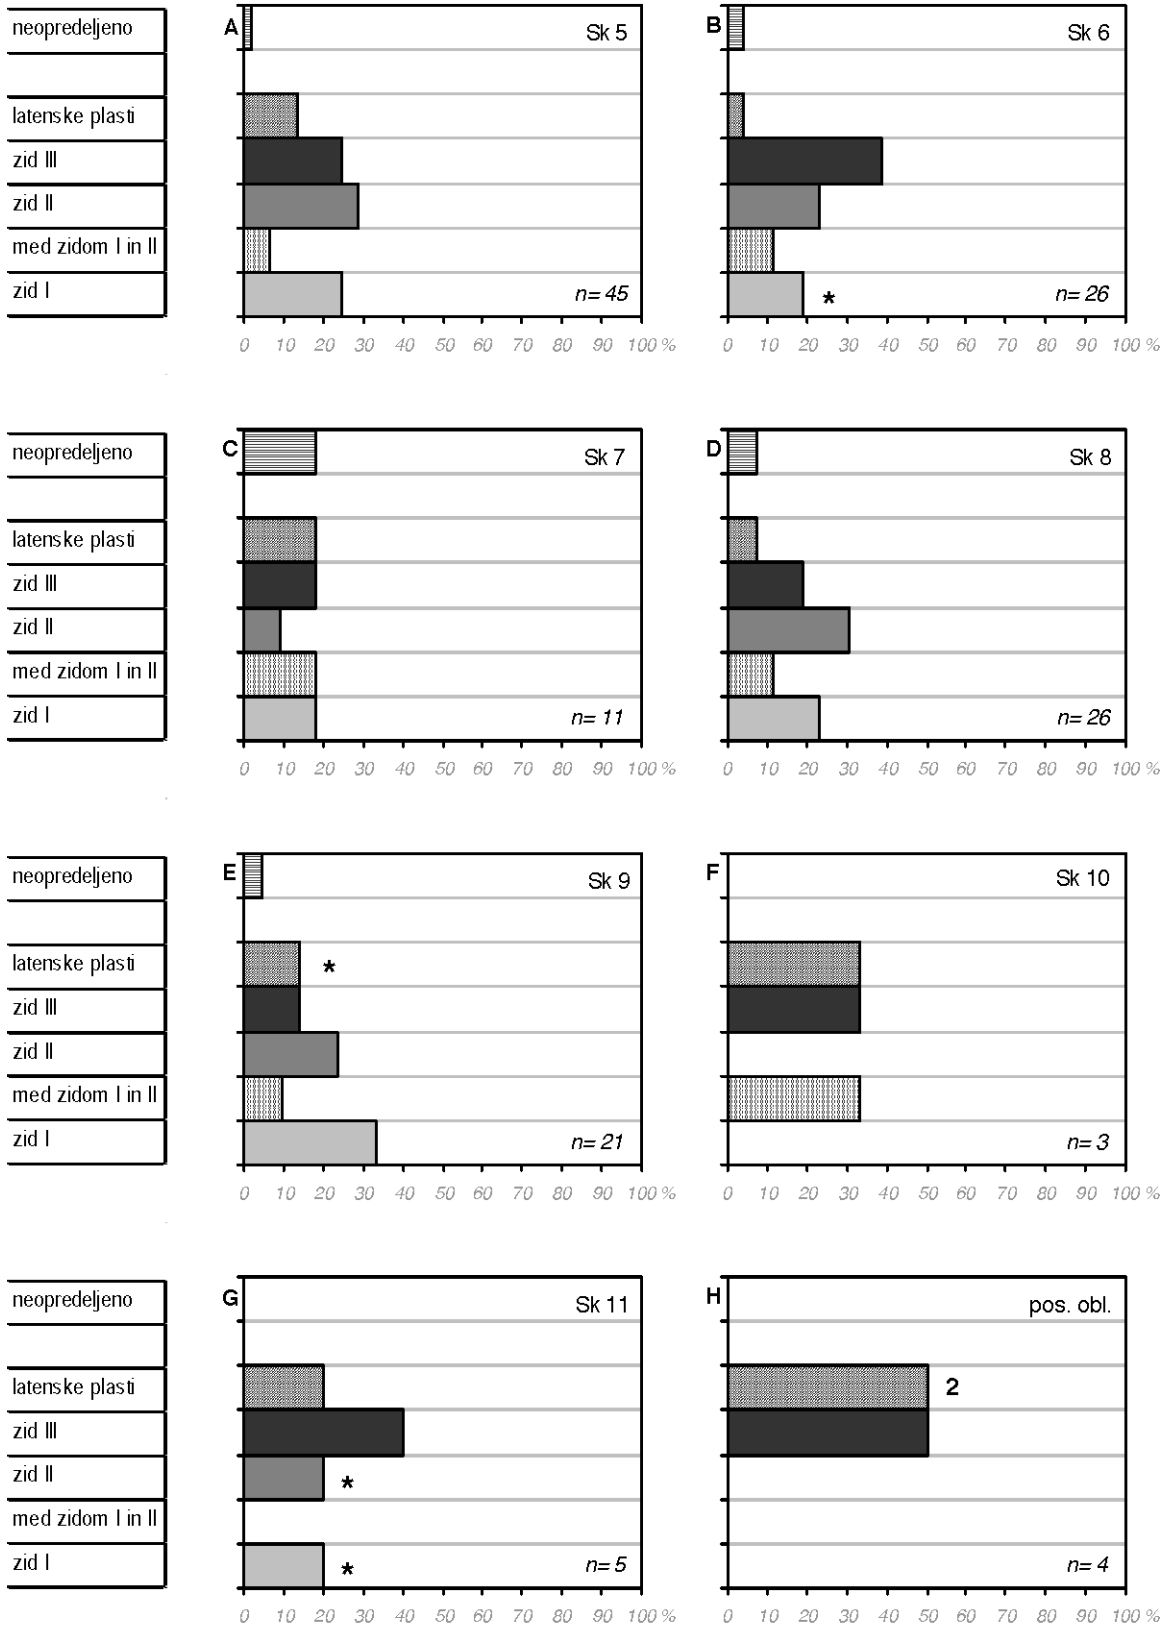 neopredeljeno
latenske plasti
zid III
zid II
med zidom I in II
zid I
A
Sk 5
n= 45
0 10 20 30 40 50 60 70 80 90 100 %
B
Sk 6
*
n= 26
0 10 20 30 40 50 60 70 80 90 100 %
neopredeljeno
latenske plasti
zid III
zid II
med zidom I in II
zid I
C
Sk 7
n= 11
0 10 20 30 40 50 60 70 80 90 100 %
D
Sk 8
n= 26
0 10 20 30 40 50 60 70 80 90 100 %
neopredeljeno
latenske plasti
zid III
zid II
med zidom I in II
zid I
E
Sk 9
*
n= 21
0 10 20 30 40 50 60 70 80 90 100 %
F
Sk 10
n= 3
0 10 20 30 40 50 60 70 80 90 100 %
neopredeljeno
latenske plasti
zid III
zid II
med zidom I in II
zid I
G
Sk 11
*
*
n= 5
0 10 20 30 40 50 60 70 80 90 100 %
H
pos. obl.
2
n= 4
0 10 20 30 40 50 60 70 80 90 100 %